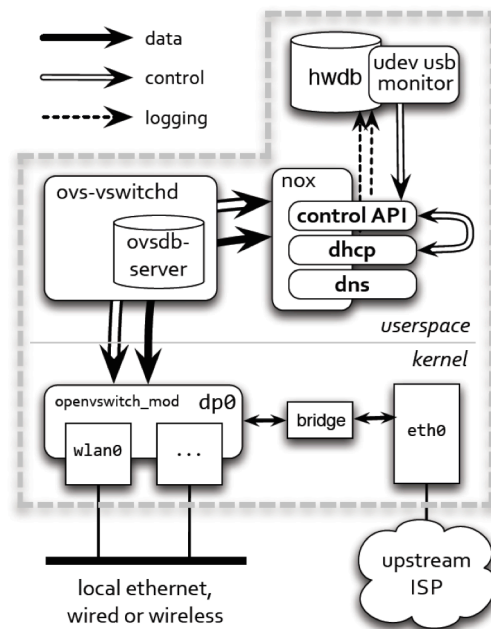 data
control
logging
hwdb
udev usb
monitor
ovs-vswitchd
ovsdb-
server
nox
control API
dhcp
dns
userspace
kernel
openvswitch_mod dp0
wlan0
...
bridge
eth0
local ethernet,
wired or wireless
upstream
ISP